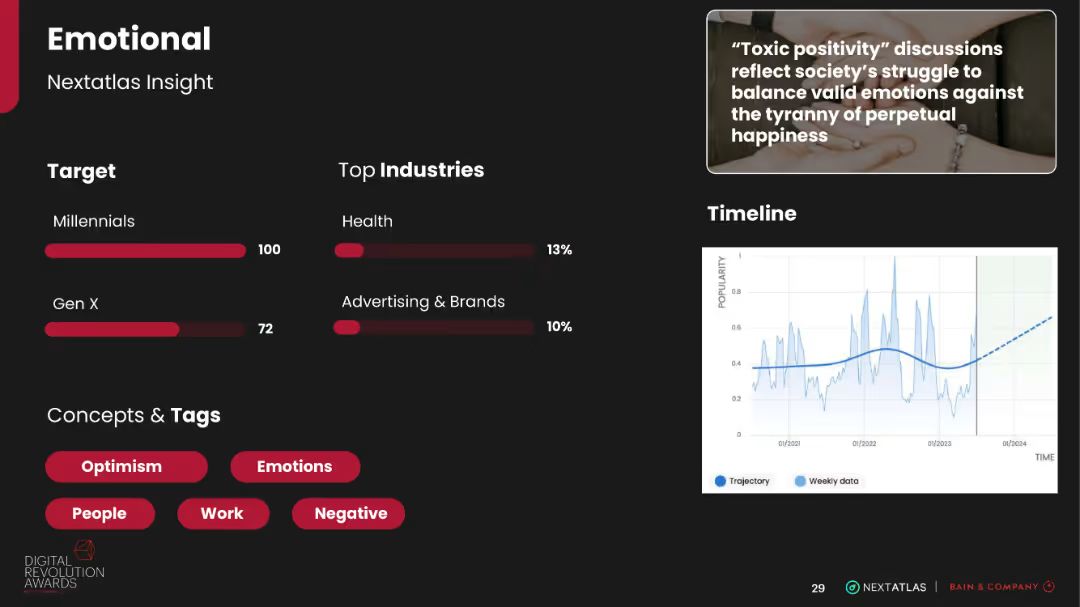 Emotional
Nextatlas Insight
“Toxic positivity” discussions
reflect society’s struggle to
balance valid emotions against
the tyranny of perpetual
happiness
Target
Millennials
100
Gen X
72
Top Industries
Health
13%
Advertising & Brands
10%
Timeline
POPULARITY
1
0.8
0.6
0.4
0.2
0
01/2021
01/2022
01/2023
01/2024
TIME
Trajectory
Weekly data
Concepts & Tags
Optimism
Emotions
People
Work
Negative
DIGITAL
REVOLUTION
AWARDS
29
NEXTATLAS
BAIN & COMPANY